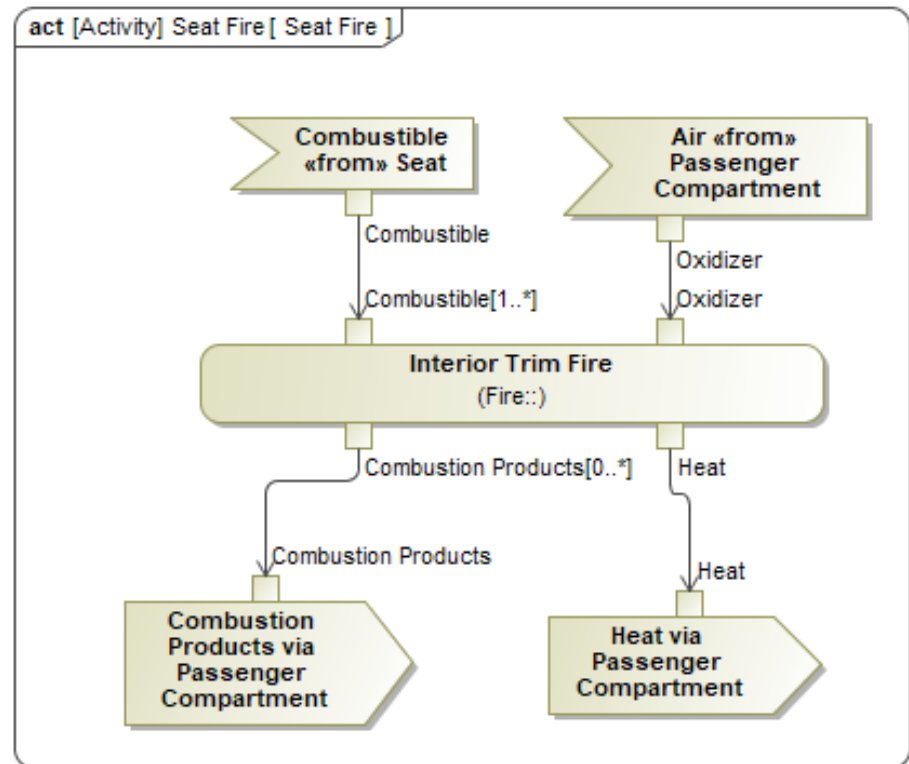 act [Activity] Seat Fire [ Seat Fire ]
Combustible
«from» Seat
Air «from»
Passenger
Compartment
Combustible
Oxidizer
Combustible[1..*]
Oxidizer
Interior Trim Fire
(Fire::)
Combustion Products[0..*]
Heat
Combustion Products
Heat
Combustion
Products via
Passenger
Compartment
Heat via
Passenger
Compartment